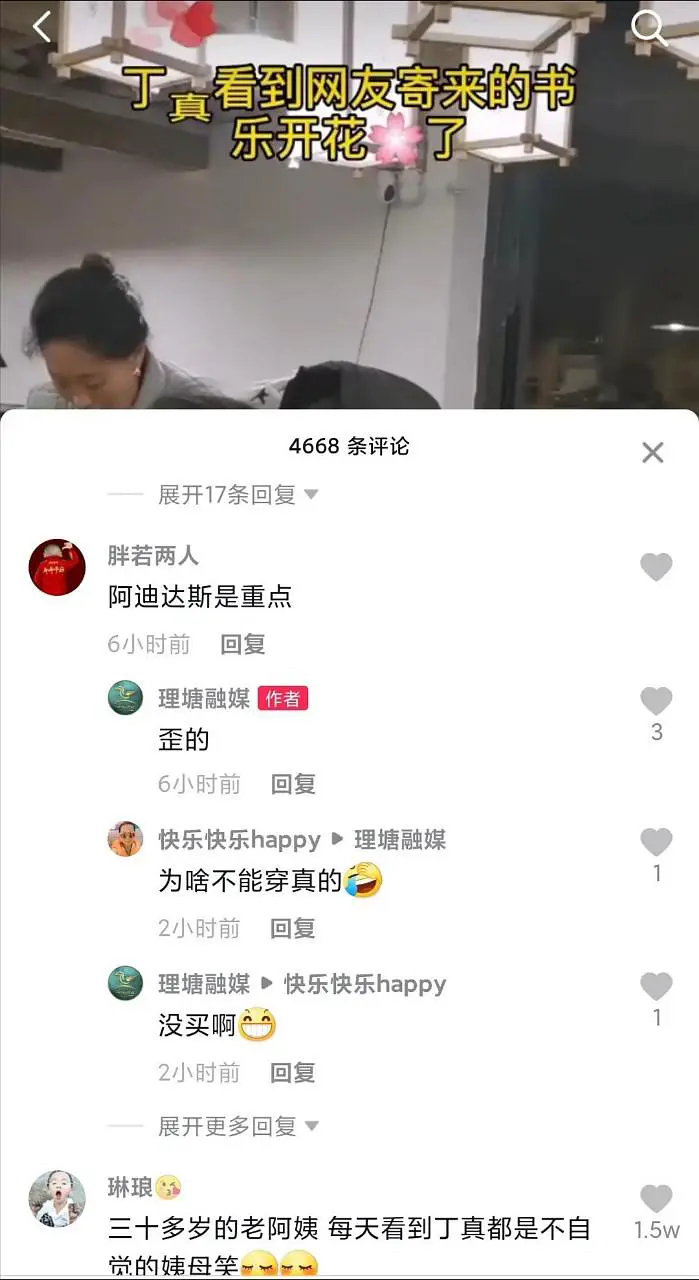 丁真看到网友寄来的书
乐开花🌸了
4668 条评论
展开17条回复
胖若两人
阿迪达斯是重点
6小时前 回复
理塘融媒 作者
歪的
3
6小时前 回复
快乐快乐happy ▶ 理塘融媒
为啥不能穿真的🤣
1
2小时前 回复
理塘融媒 ▶ 快乐快乐happy
没买啊😁
1
2小时前 回复
展开更多回复
琳琅😘
三十多岁的老阿姨 每天看到丁真都是不自
1.5w
觉的姨母笑😊😊